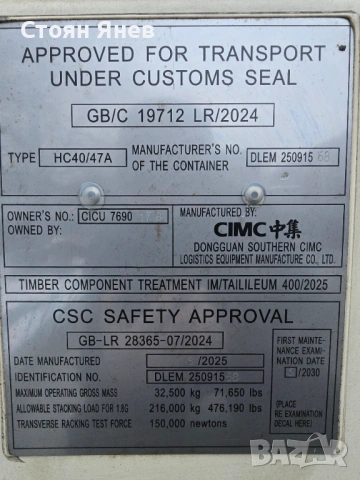 Стоян Янев
APPROVED FOR TRANSPORT
UNDER CUSTOMS SEAL
GB/C 19712 LR/2024
TYPE HC40/47A MANUFACTURER'S NO. OF THE CONTAINER DLEM 250915
OWNER'S NO.: CICU 7690
OWNED BY:
MANUFACTURED BY:
CIMC中集
DONGGUAN SOUTHERN CIMC
LOGISTICS EQUIPMENT MANUFACTURE CO., LTD.
TIMBER COMPONENT TREATMENT IM/TAILILEUM 400/2025
CSC SAFETY APPROVAL
GB-LR 28365-07/2024
DATE MANUFACTURED /2025
IDENTIFICATION NO. DLEM 250915
MAXIMUM OPERATING GROSS MASS 32,500 kg 71,650 lbs
ALLOWABLE STACKING LOAD FOR 1.8G 216,000 kg 476,190 lbs
TRANSVERSE RACKING TEST FORCE 150,000 newtons
FIRST MAINTE-
NANCE EXAMI-
NATION DATE
/2030
(PLACE
RE EXAMINATION
DECAL HERE)
bazar.bg